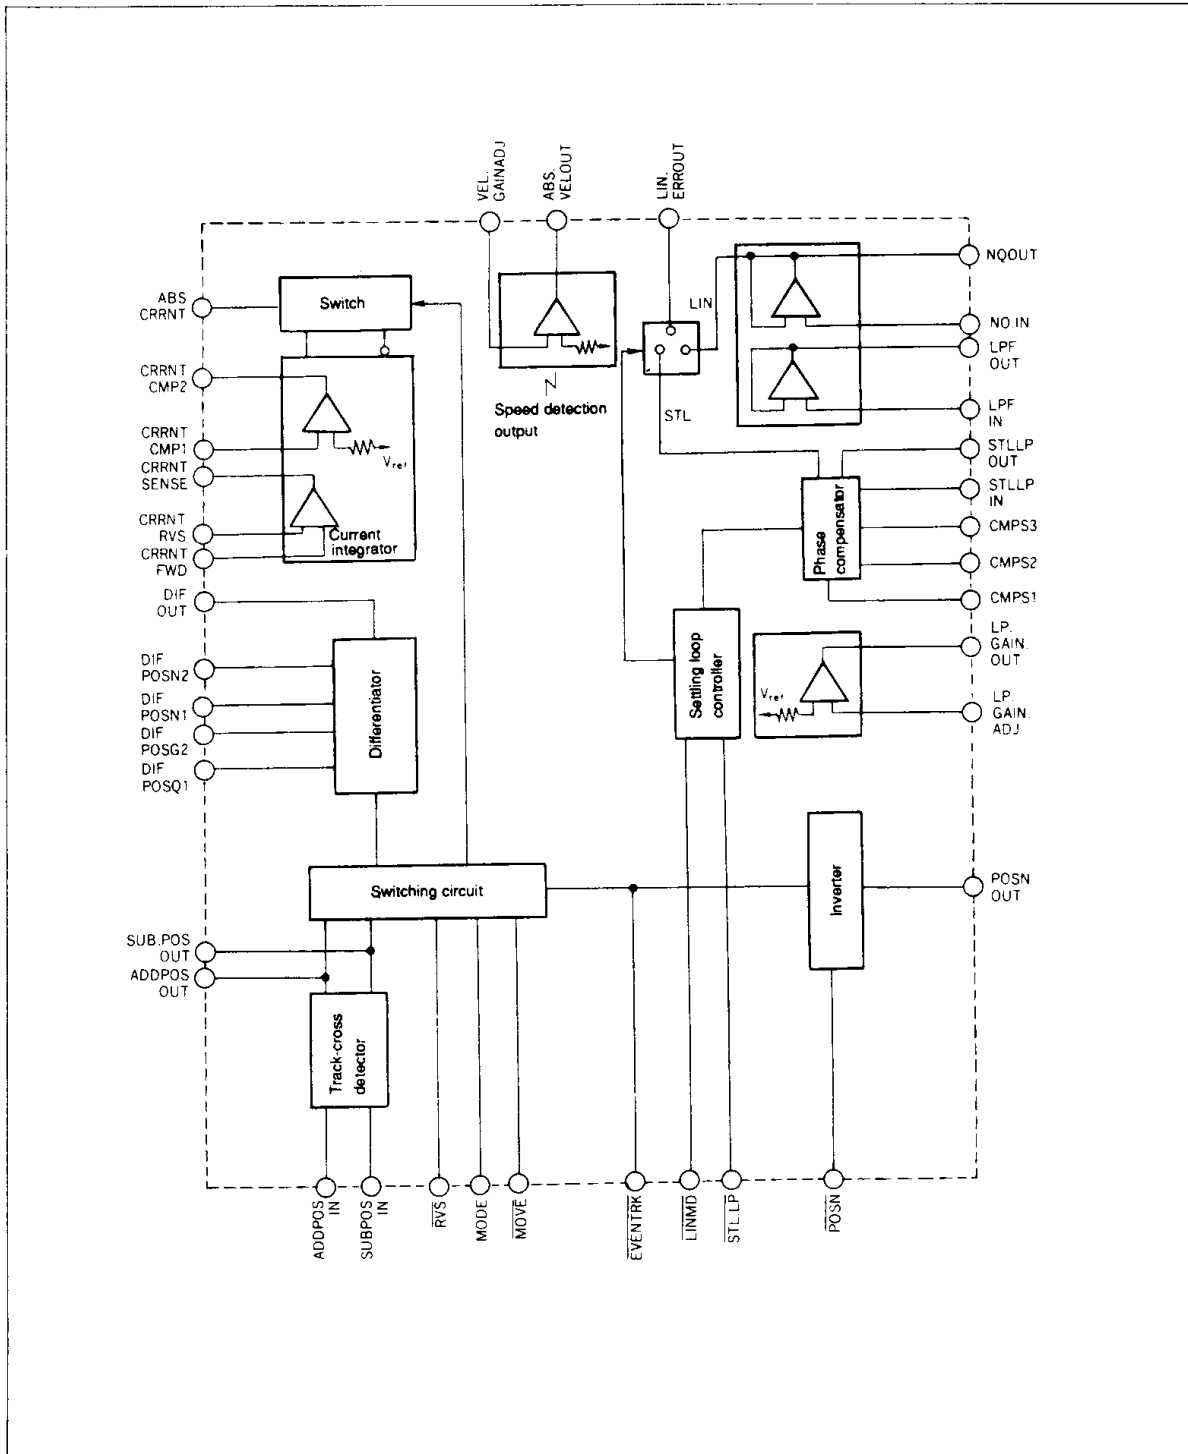 VEL.
GAINADJ
ABS.
VELOUT
LIN.
ERROUT
ABS
CRRNT
CRRNT
CMP2
CRRNT
CMP1
CRRNT
SENSE
CRRNT
RVS
CRRNT
FWD
DIF
OUT
DIF
POSN2
DIF
POSN1
DIF
POSG2
DIF
POSQ1
SUB.POS
OUT
ADDPOS
OUT
Switch
Vref
Current
integrator
Speed detection
output
LIN
STL
Differentiator
Switching circuit
Track-cross
detector
Settling loop
controller
Phase
compensator
Vref
Inverter
NQOUT
NO.IN
LPF
OUT
LPF
IN
STLLP
OUT
STLLP
IN
CMPS3
CMPS2
CMPS1
LP.
GAIN.
OUT
LP.
GAIN.
ADJ
POSN
OUT
ADDPOS
IN
SUBPOS
IN
RVS
MODE
MOVE
EVENTRK
LINMD
STL.LP
POSN